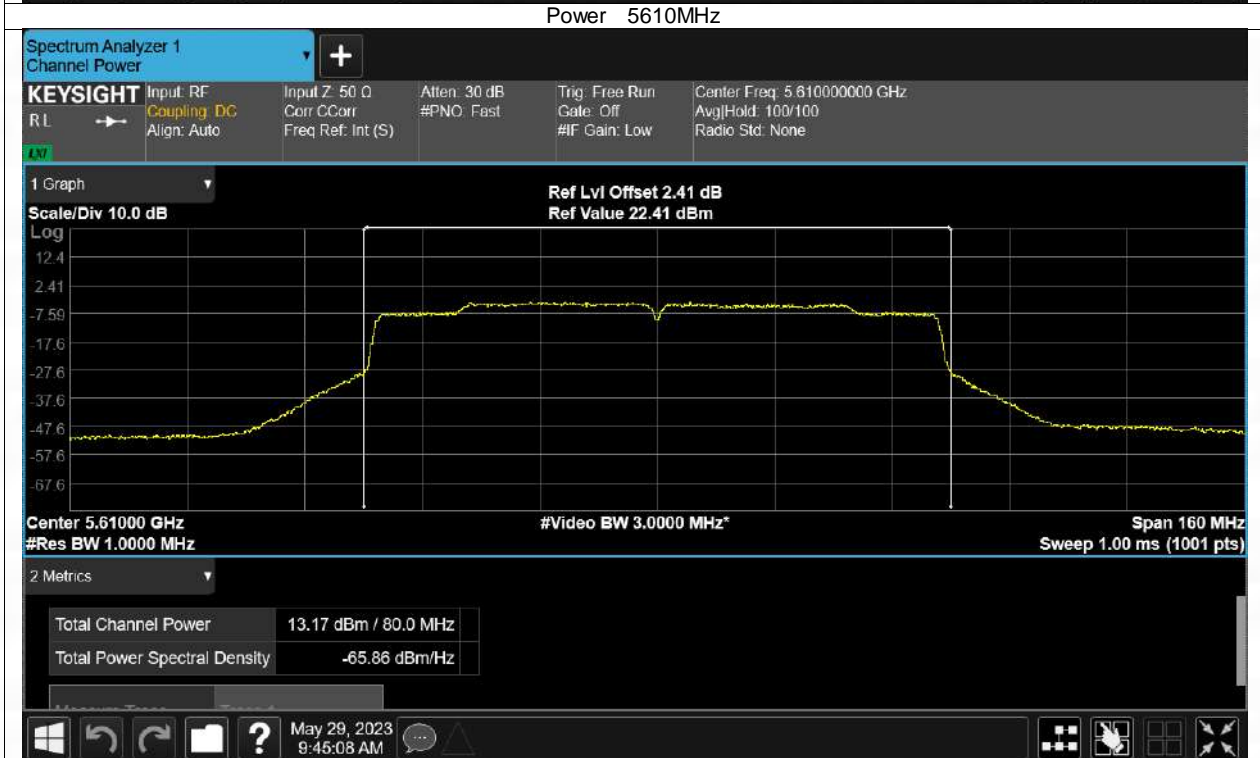 Power 5610MHz
Spectrum Analyzer 1
Channel Power
KEYSIGHT
RL
LXI
Input: RF
Coupling: DC
Align: Auto
Input Z: 50 Ω
Corr CCorr
Freq Ref: Int (S)
Atten: 30 dB
#PNO: Fast
Trig: Free Run
Gate: Off
#IF Gain: Low
Center Freq: 5.610000000 GHz
Avg|Hold: 100/100
Radio Std: None
1 Graph
Scale/Div 10.0 dB
Ref Lvl Offset 2.41 dB
Ref Value 22.41 dBm
Log
12.4
2.41
-7.59
-17.6
-27.6
-37.6
-47.6
-57.6
-67.6
Center 5.61000 GHz
#Video BW 3.0000 MHz*
Span 160 MHz
#Res BW 1.0000 MHz
Sweep 1.00 ms (1001 pts)
2 Metrics
Total Channel Power 13.17 dBm / 80.0 MHz
Total Power Spectral Density -65.86 dBm/Hz
May 29, 2023
9:45:08 AM